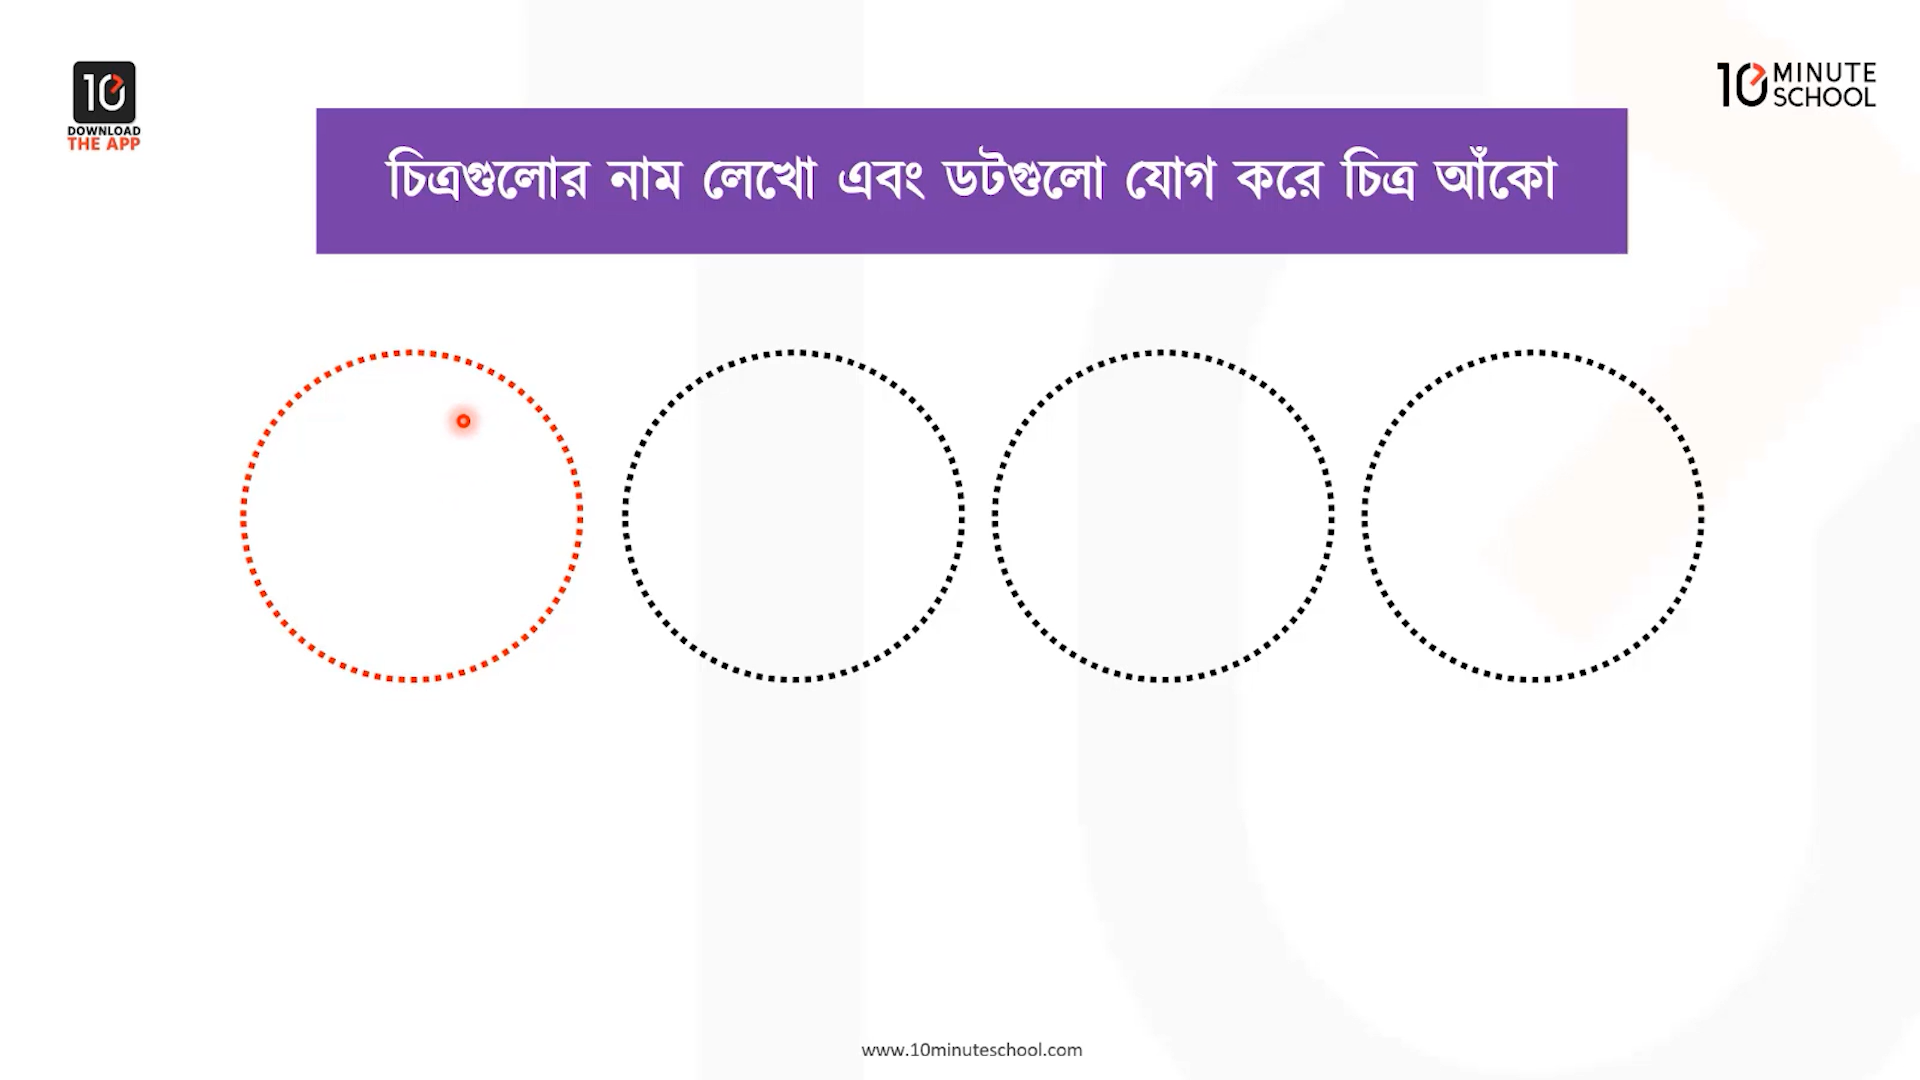 10
DOWNLOAD
THE APP
10 MINUTE
SCHOOL
চিত্রগুলোর নাম লেখো এবং ডটগুলো যোগ করে চিত্র আঁকো
www.10minuteschool.com